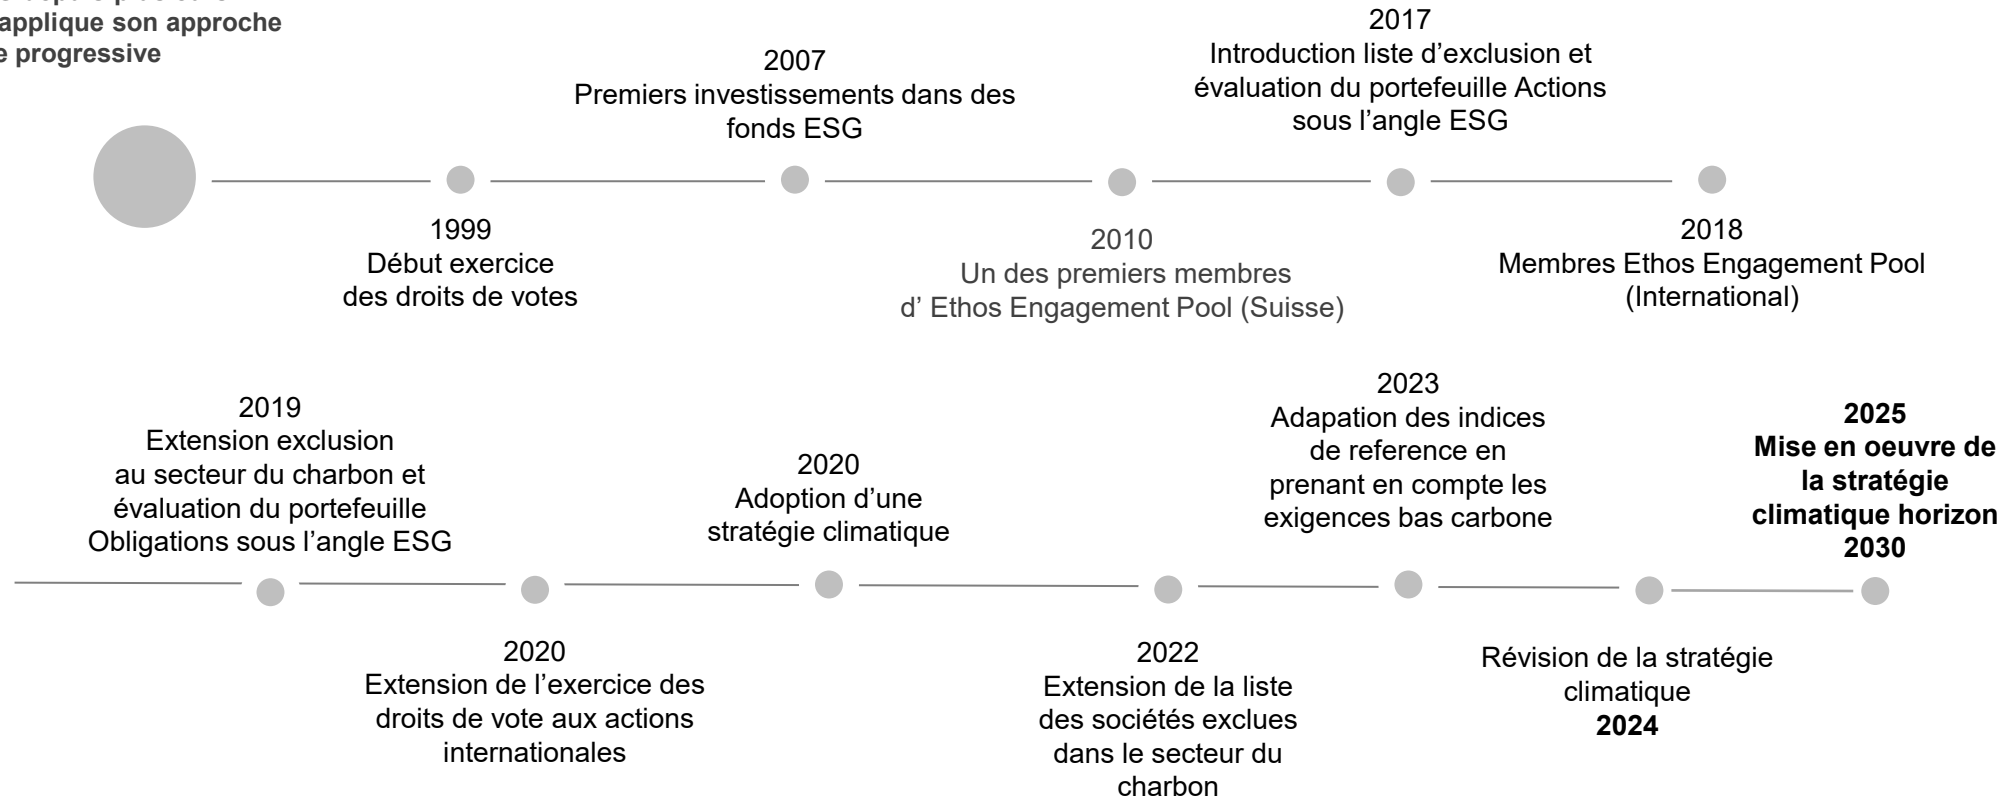 applique son approche
progressive
1999
Début exercice
des droits de votes
2007
Premiers investissements dans des
fonds ESG
2010
Un des premiers membres
d’ Ethos Engagement Pool (Suisse)
2017
Introduction liste d’exclusion et
évaluation du portefeuille Actions
sous l’angle ESG
2018
Membres Ethos Engagement Pool
(International)
2019
Extension exclusion
au secteur du charbon et
évaluation du portefeuille
Obligations sous l’angle ESG
2020
Extension de l’exercice des
droits de vote aux actions
internationales
2020
Adoption d’une
stratégie climatique
2022
Extension de la liste
des sociétés exclues
dans le secteur du
charbon
2023
Adapation des indices
de reference en
prenant en compte les
exigences bas carbone
Révision de la stratégie
climatique
2024
2025
Mise en oeuvre de
la stratégie
climatique horizon
2030